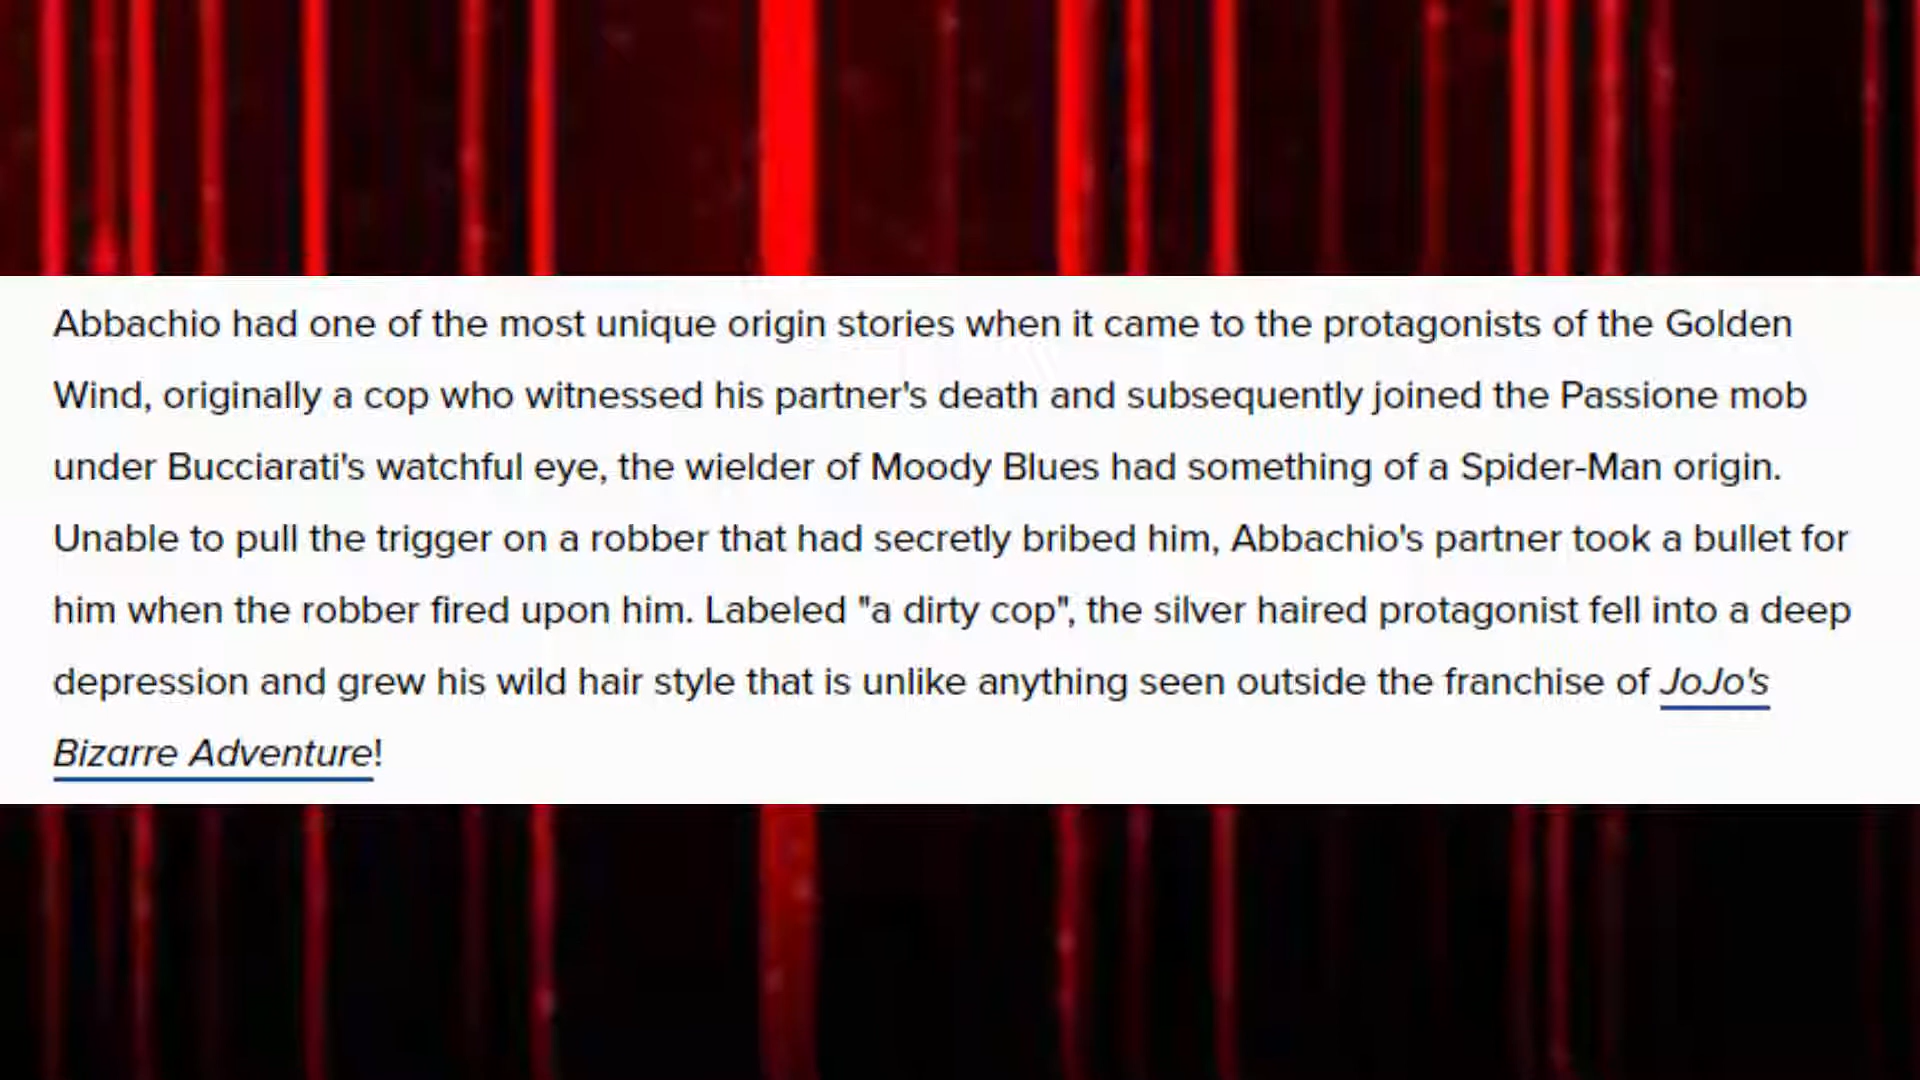 Abbachio had one of the most unique origin stories when it came to the protagonists of the Golden
Wind, originally a cop who witnessed his partner's death and subsequently joined the Passione mob
under Bucciarati's watchful eye, the wielder of Moody Blues had something of a Spider-Man origin.
Unable to pull the trigger on a robber that had secretly bribed him, Abbachio's partner took a bullet for
him when the robber fired upon him. Labeled "a dirty cop", the silver haired protagonist fell into a deep
depression and grew his wild hair style that is unlike anything seen outside the franchise of JoJo's
Bizarre Adventure!